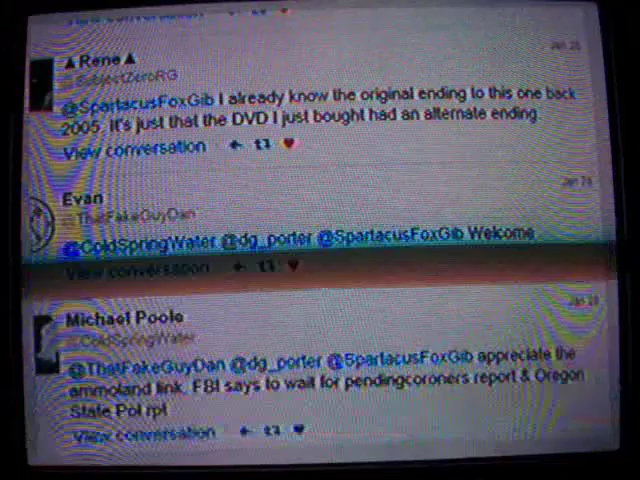 Jan 28
▲Rene▲
@SubjectZeroRG
@SpartacusFoxGib I already know the original ending to this one back
2005. It's just that the DVD I just bought had an alternate ending.
View conversation
Evan
@ThatFakeGuyDan
@ColdSpringWater @dg_porter @SpartacusFoxGib Welcome
View conversation
Michael Poole
@ColdSpringWater
@ThatFakeGuyDan @dg_porter @SpartacusFoxGib appreciate the
ammoland link. FBI says to wait for pendingcoroners report & Oregon
State Pol rpt
View conversation